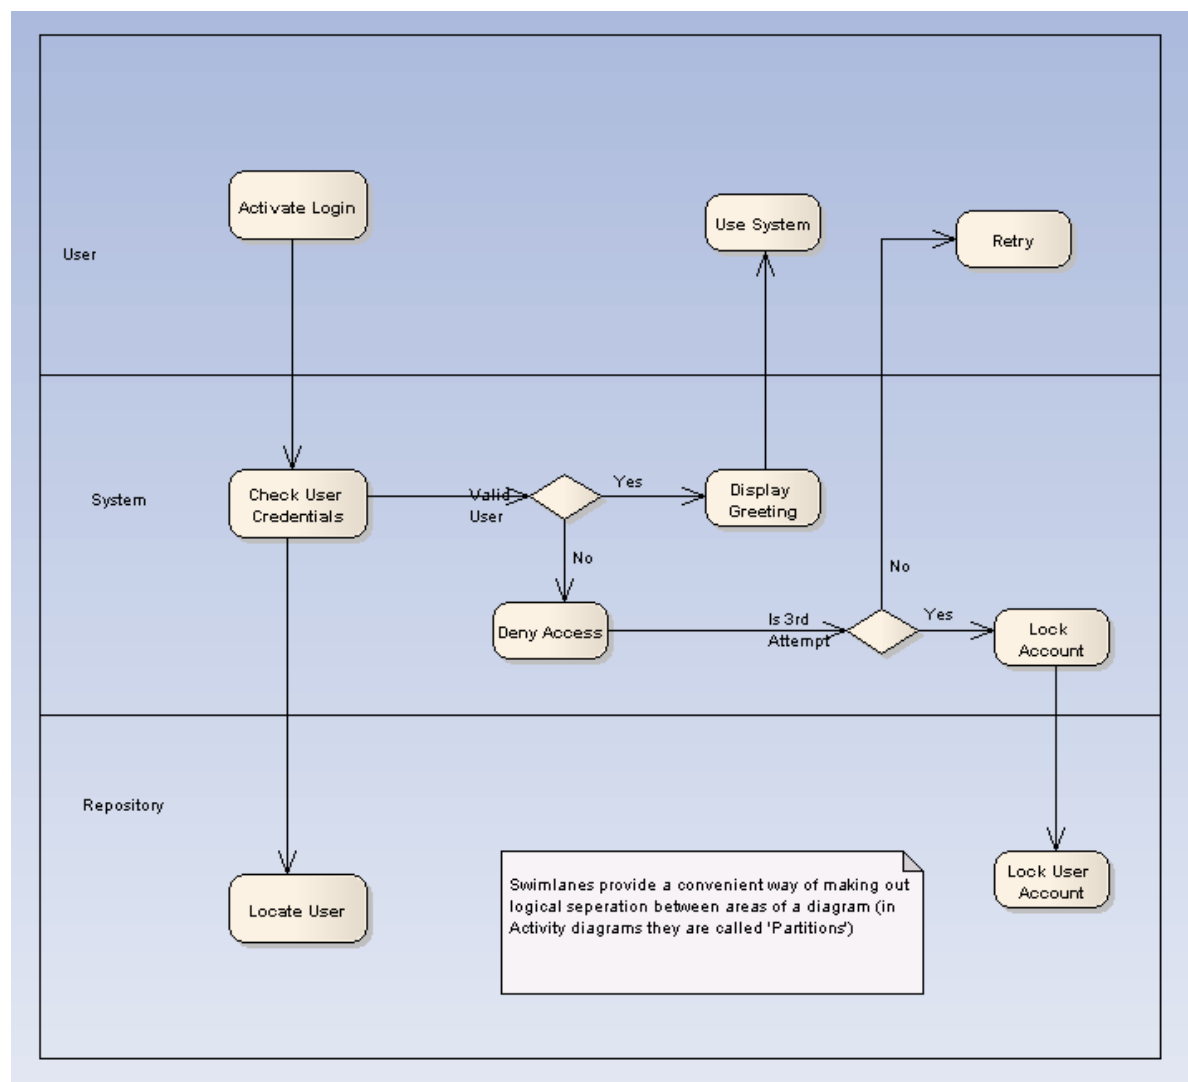 Activate Login
Use System
Retry
User
System
Check User
Credentials
Valid
User
Yes
Display
Greeting
No
No
Deny Access
Is 3rd
Attempt
Yes
Lock
Account
Repository
Locate User
Swimlanes provide a convenient way of making out
logical seperation between areas of a diagram (in
Activity diagrams they are called 'Partitions')
Lock User
Account